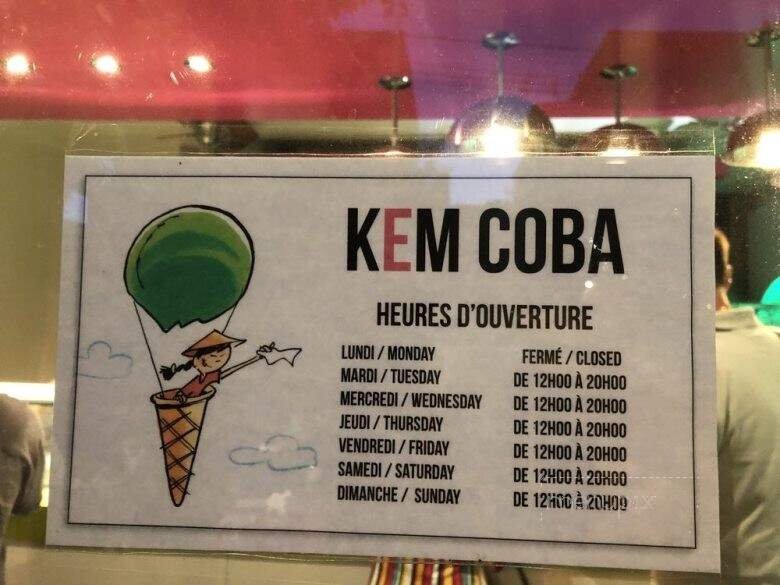 KEM COBA
HEURES D'OUVERTURE
LUNDI / MONDAY FERMÉ / CLOSED
MARDI / TUESDAY DE 12H00 À 20H00
MERCREDI / WEDNESDAY DE 12H00 À 20H00
JEUDI / THURSDAY DE 12H00 À 20H00
VENDREDI / FRIDAY DE 12H00 À 20H00
SAMEDI / SATURDAY DE 12H00 À 20H00
DIMANCHE / SUNDAY DE 12H00 À 20H00